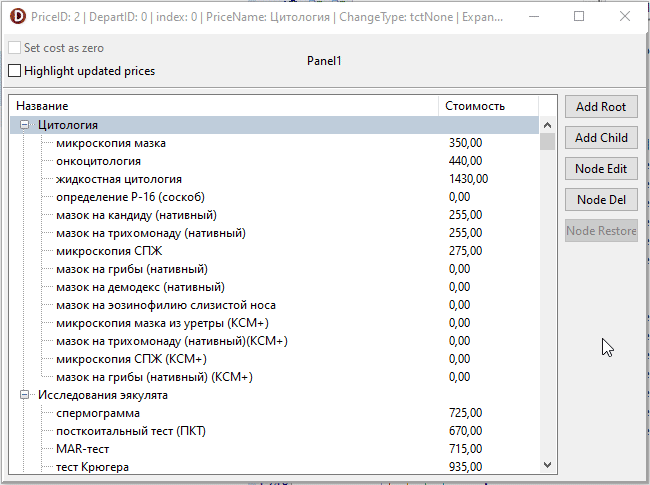 PriceID: 2 | DepartID: 0 | index: 0 | PriceName: Цитология | ChangeType: tctNone | Expan...
Set cost as zero
Panel1
Highlight updated prices
Название Стоимость
Цитология
микроскопия мазка 350,00
онкоцитология 440,00
жидкостная цитология 1430,00
определение Р-16 (соскоб) 0,00
мазок на кандиду (нативный) 255,00
мазок на трихомонаду (нативный) 255,00
микроскопия СПЖ 275,00
мазок на грибы (нативный) 0,00
мазок на демодекс (нативный) 0,00
мазок на эозинофилию слизистой носа 0,00
микроскопия мазка из уретры (КСМ+) 0,00
мазок на трихомонаду (нативный)(КСМ+) 0,00
микроскопия СПЖ (КСМ+) 0,00
мазок на грибы (нативный) (КСМ+) 0,00
Исследования эякулята
спермограмма 725,00
посткоитальный тест (ПКТ) 670,00
MAR-тест 715,00
тест Крюгера 935,00
Add Root
Add Child
Node Edit
Node Del
Node Restore